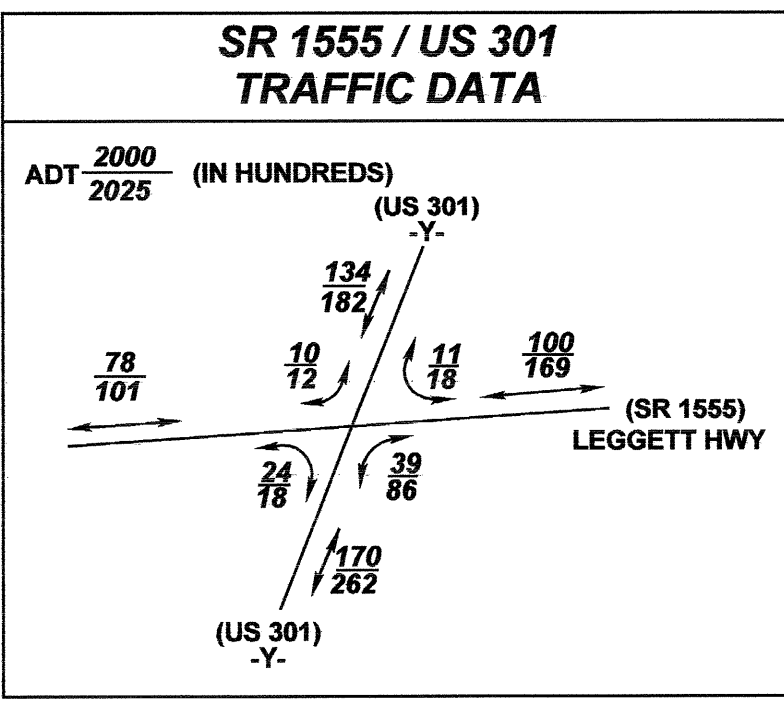 SR 1555 / US 301
TRAFFIC DATA
ADT 2000 (IN HUNDREDS)
2025
(US 301)
-Y-
134
182
10
12
11
18
100
169
78
101
(SR 1555)
LEGGETT HWY
24
18
39
86
170
262
(US 301)
-Y-